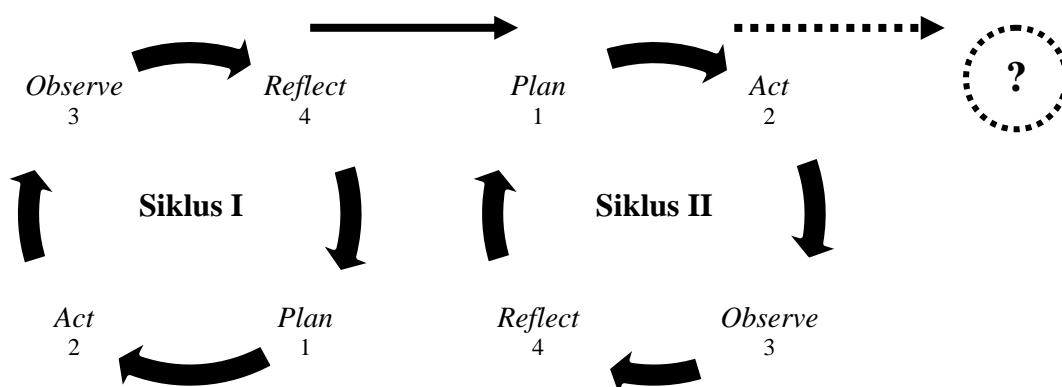 Observe
3
Reflect
4
Plan
1
Act
2
?
Siklus I
Siklus II
Act
2
Plan
1
Reflect
4
Observe
3